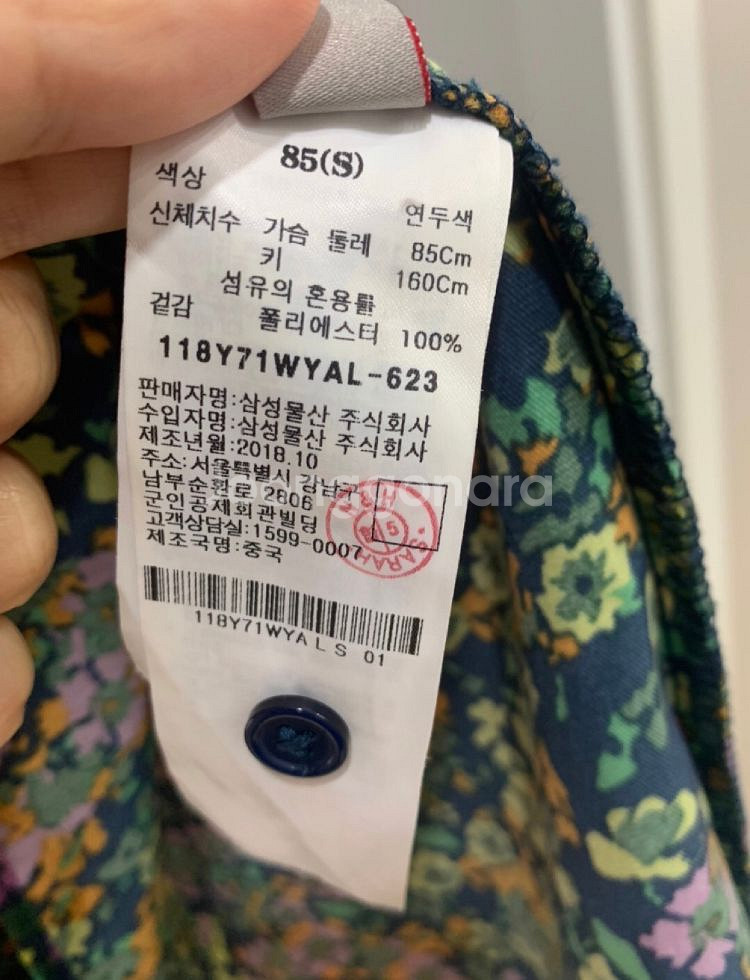 85(S)
색상 연두색
신체치수 가슴 둘레 85Cm
키 160Cm
섬유의 혼용률
겉감 폴리에스터 100%
118Y71WYAL-623
판매자명:삼성물산 주식회사
수입자명:삼성물산 주식회사
제조년월:2018.10
주소:서울특별시 강남구
남부순환로 2806
군인공제회관빌딩
고객상담실:1599-0007
제조국명:중국
SARAH
15
118Y71WYALS 01